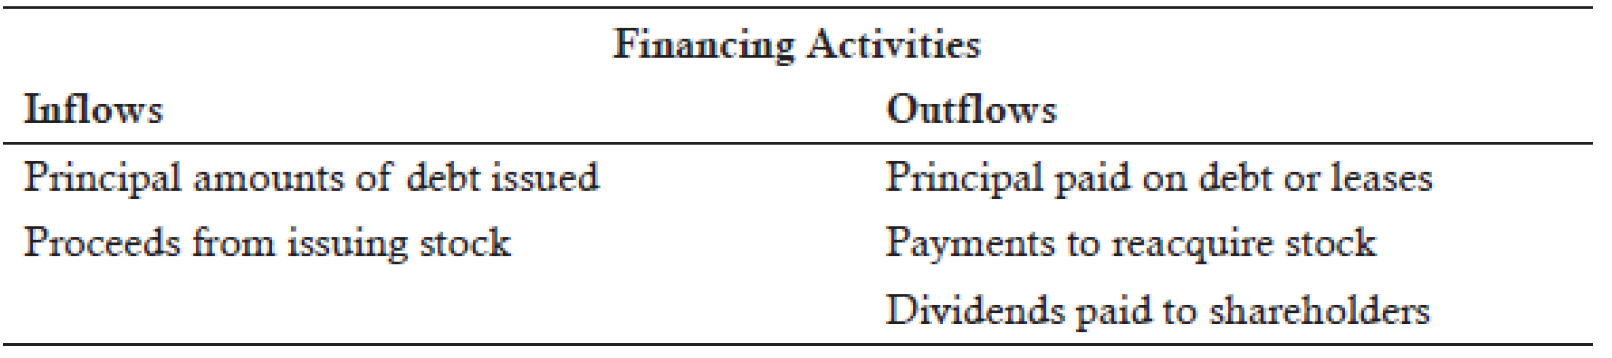 Financing Activities
Inflows Outflows
Principal amounts of debt issued Principal paid on debt or leases
Proceeds from issuing stock Payments to reacquire stock
Dividends paid to shareholders